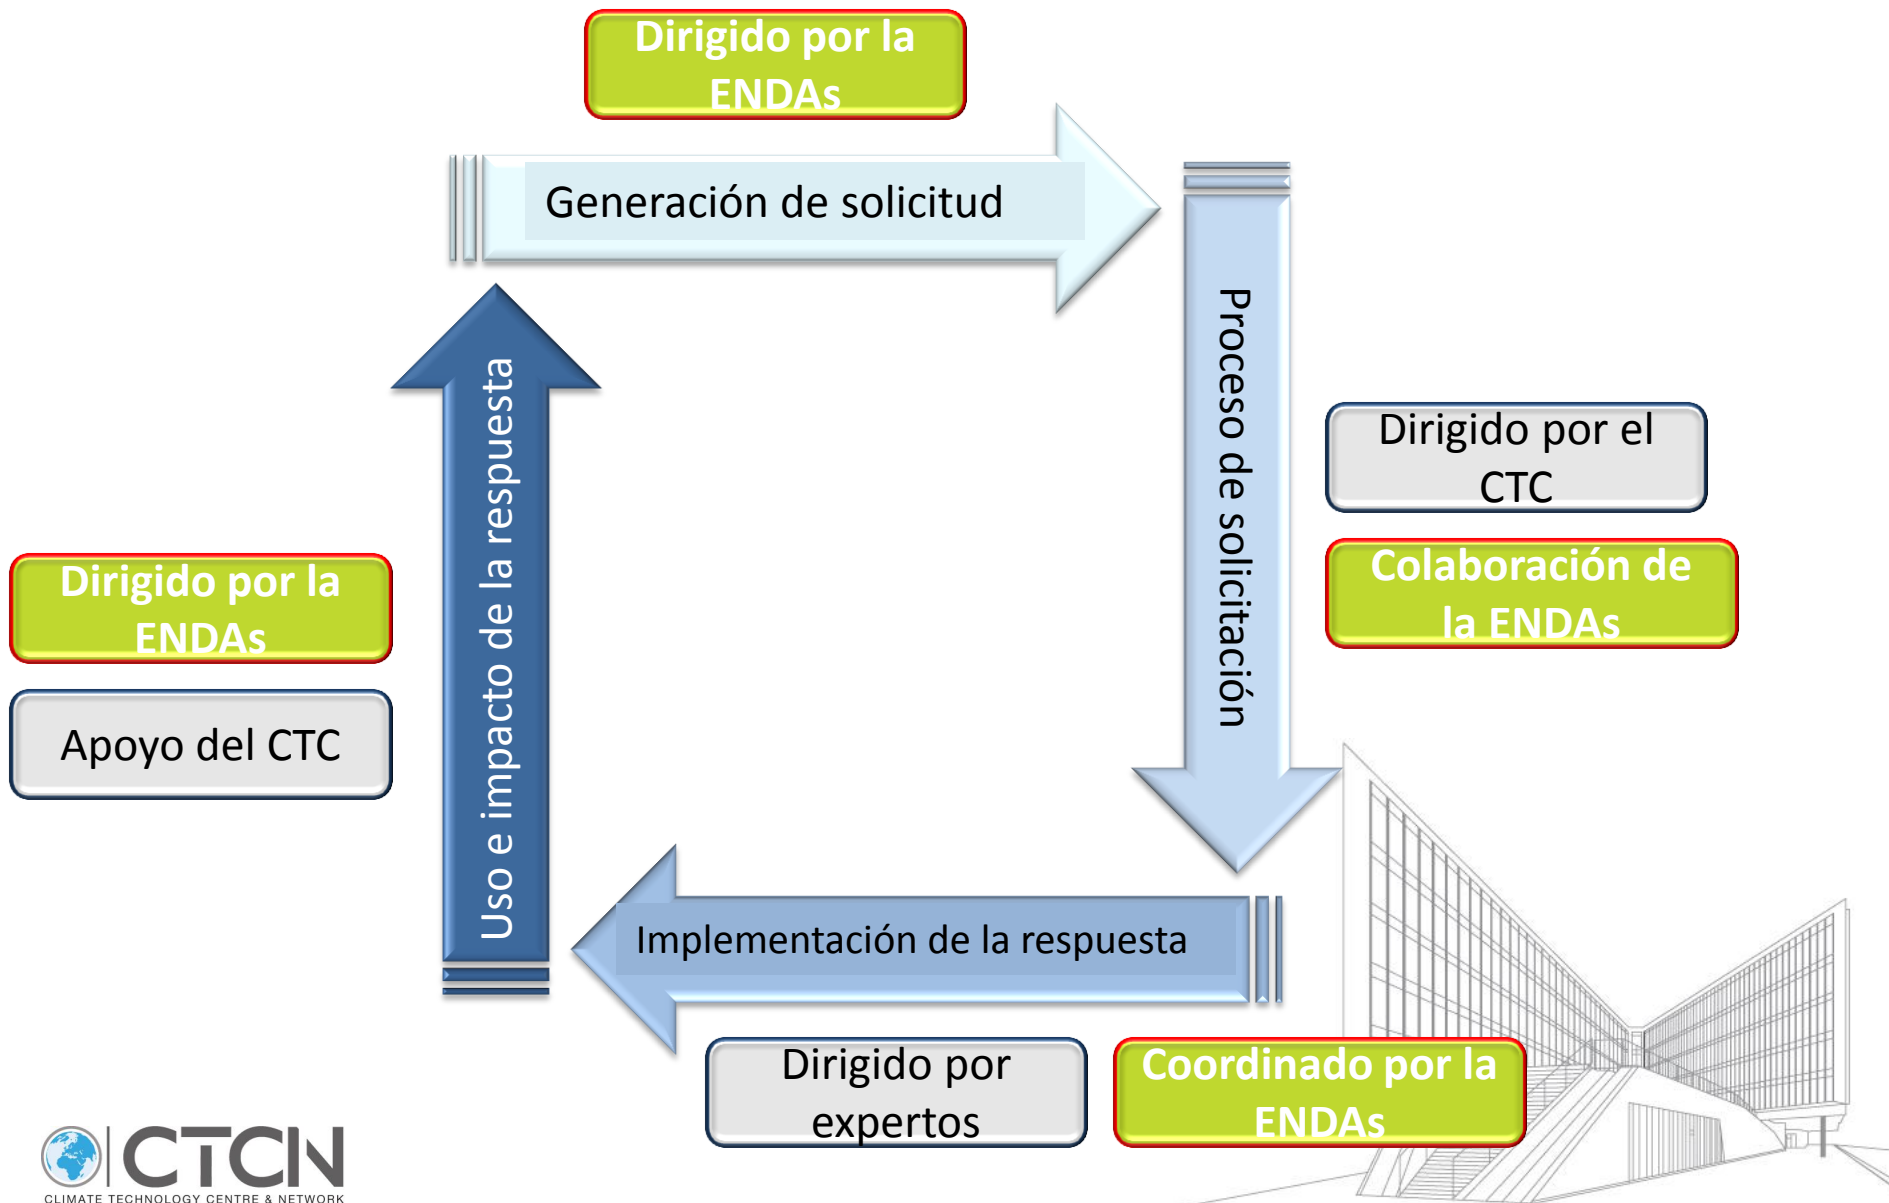 Dirigido por la
ENDAs
Generación de solicitud
Proceso de solicitación
Dirigido por el
CTC
Colaboración de
la ENDAs
Uso e impacto de la respuesta
Dirigido por la
ENDAs
Apoyo del CTC
Implementación de la respuesta
Dirigido por
expertos
Coordinado por la
ENDAs
CTCN
CLIMATE TECHNOLOGY CENTRE & NETWORK